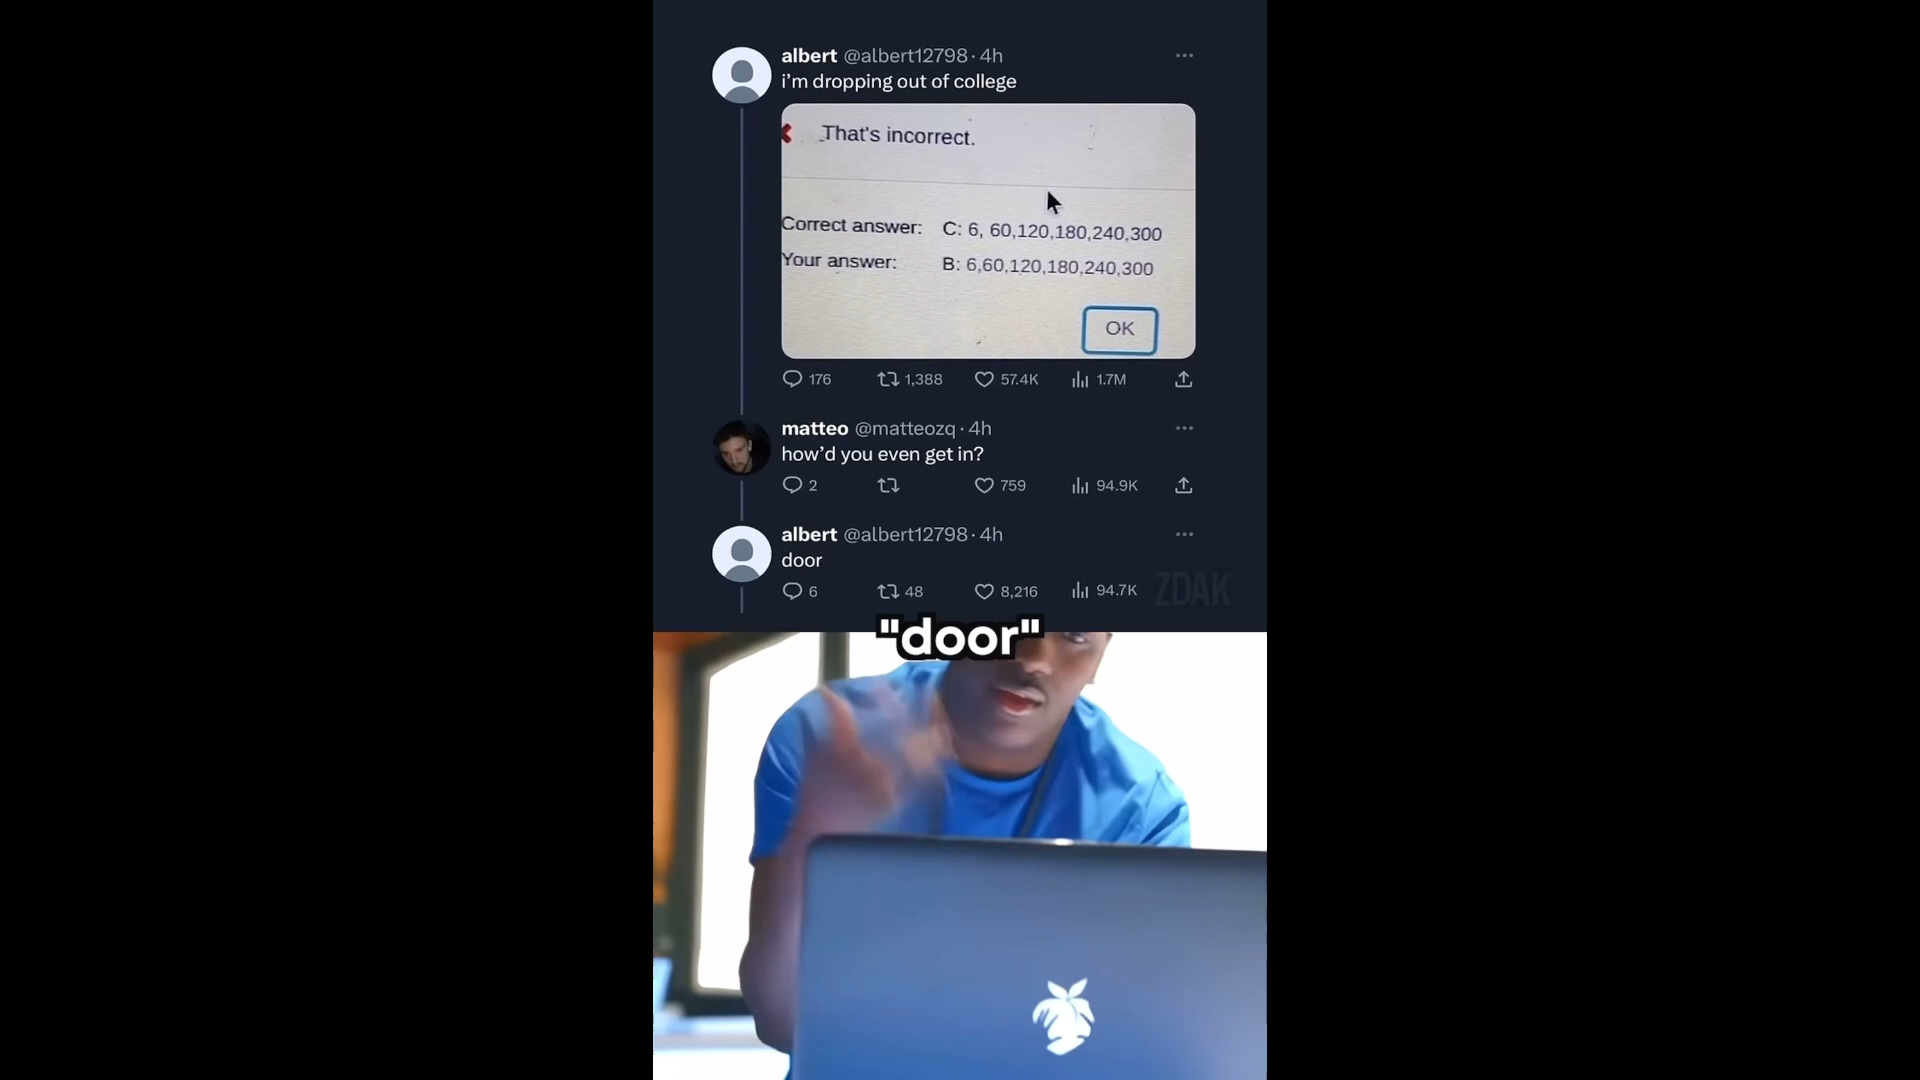 albert @albert12798 · 4h
i’m dropping out of college
That's incorrect.
Correct answer: C: 6, 60,120,180,240,300
Your answer: B: 6,60,120,180,240,300
OK
176 1,388 57.4K 1.7M
matteo @matteozq · 4h
how’d you even get in?
2 759 94.9K
albert @albert12798 · 4h
door
6 48 8,216 94.7K
ZDAK
"door"